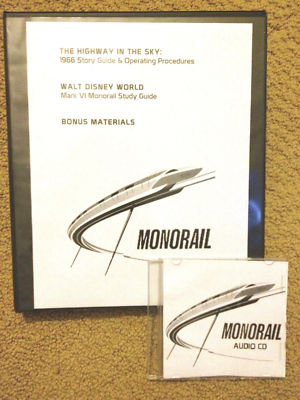 THE HIGHWAY IN THE SKY:
1966 Story Guide & Operating Procedures
WALT DISNEY WORLD
Mark VI Monorail Study Guide
BONUS MATERIALS
MONORAIL
MONORAIL
AUDIO CD